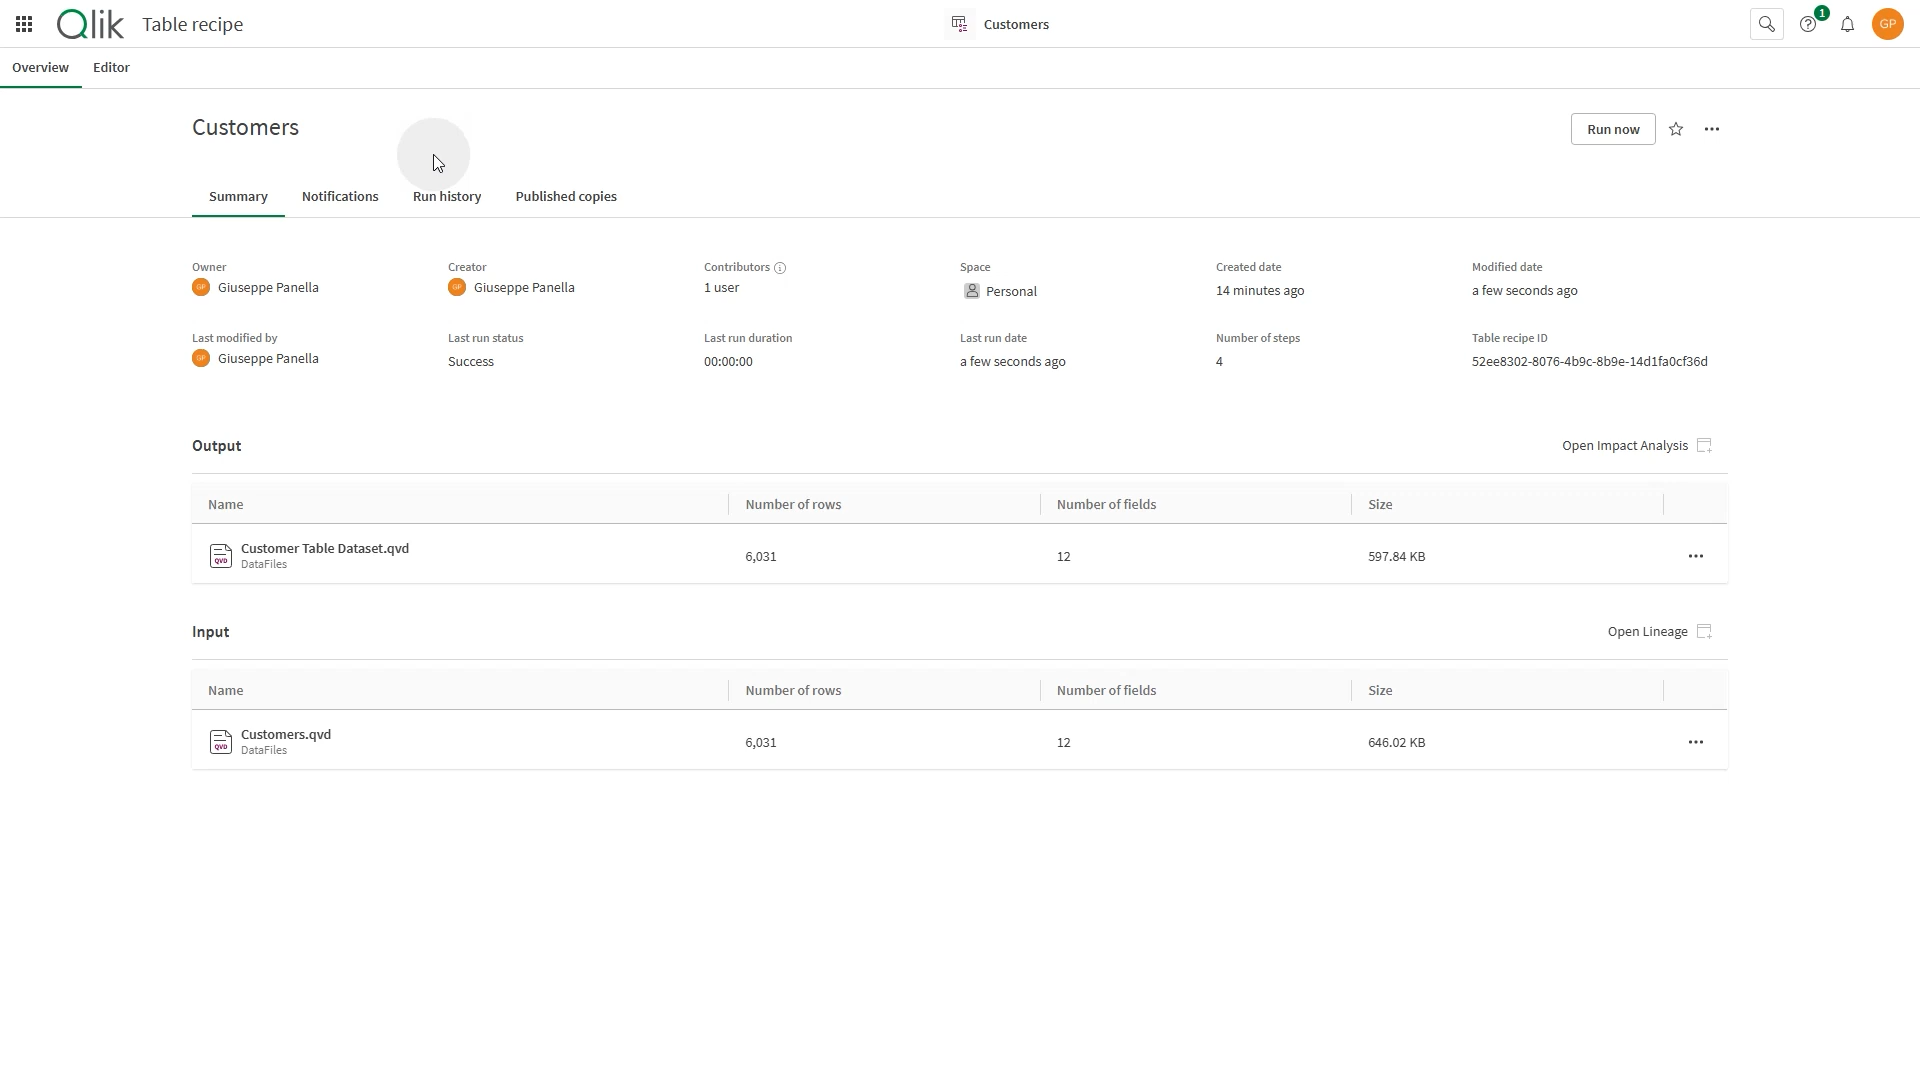 Qlik Table recipe
Customers
1
GP
Overview Editor
Customers
Run now
Summary Notifications Run history Published copies
Owner Creator Contributors Space Created date Modified date
GP Giuseppe Panella GP Giuseppe Panella 1 user Personal 14 minutes ago a few seconds ago
Last modified by Last run status Last run duration Last run date Number of steps Table recipe ID
GP Giuseppe Panella Success 00:00:00 a few seconds ago 4 52ee8302-8076-4b9c-8b9e-14d1fa0cf36d
Output Open Impact Analysis
Name Number of rows Number of fields Size
QVD Customer Table Dataset.qvd 6,031 12 597.84 KB
DataFiles
Input Open Lineage
Name Number of rows Number of fields Size
QVD Customers.qvd 6,031 12 646.02 KB
DataFiles